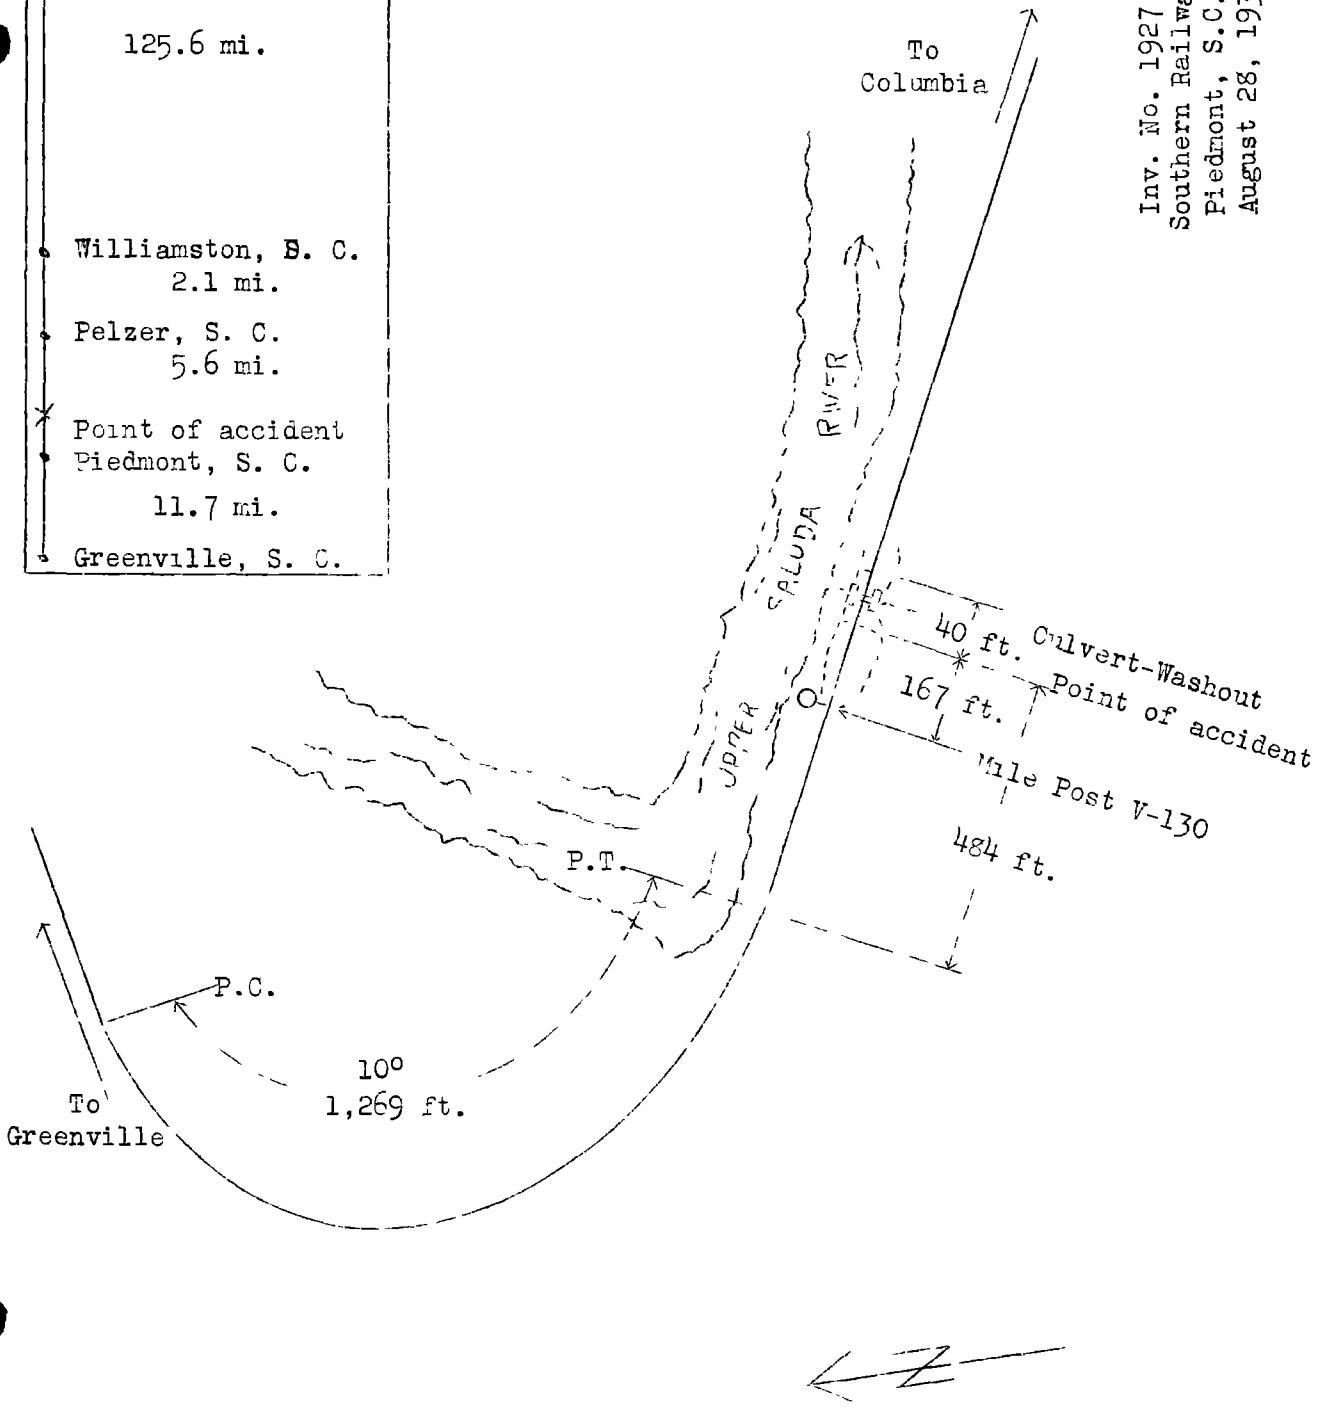 125.6 mi.
Williamston, S. C.
2.1 mi.
Pelzer, S. C.
5.6 mi.
Point of accident
Piedmont, S. C.
11.7 mi.
Greenville, S. C.
To
Columbia
Inv. No. 1927
Southern Railwa
Piedmont, S.C.
August 28, 193
UPPER SALUDA RIVER
40 ft.
Culvert-Washout
Point of accident
167 ft.
Mile Post V-130
484 ft.
P.T.
P.C.
10°
1,269 ft.
To
Greenville
N